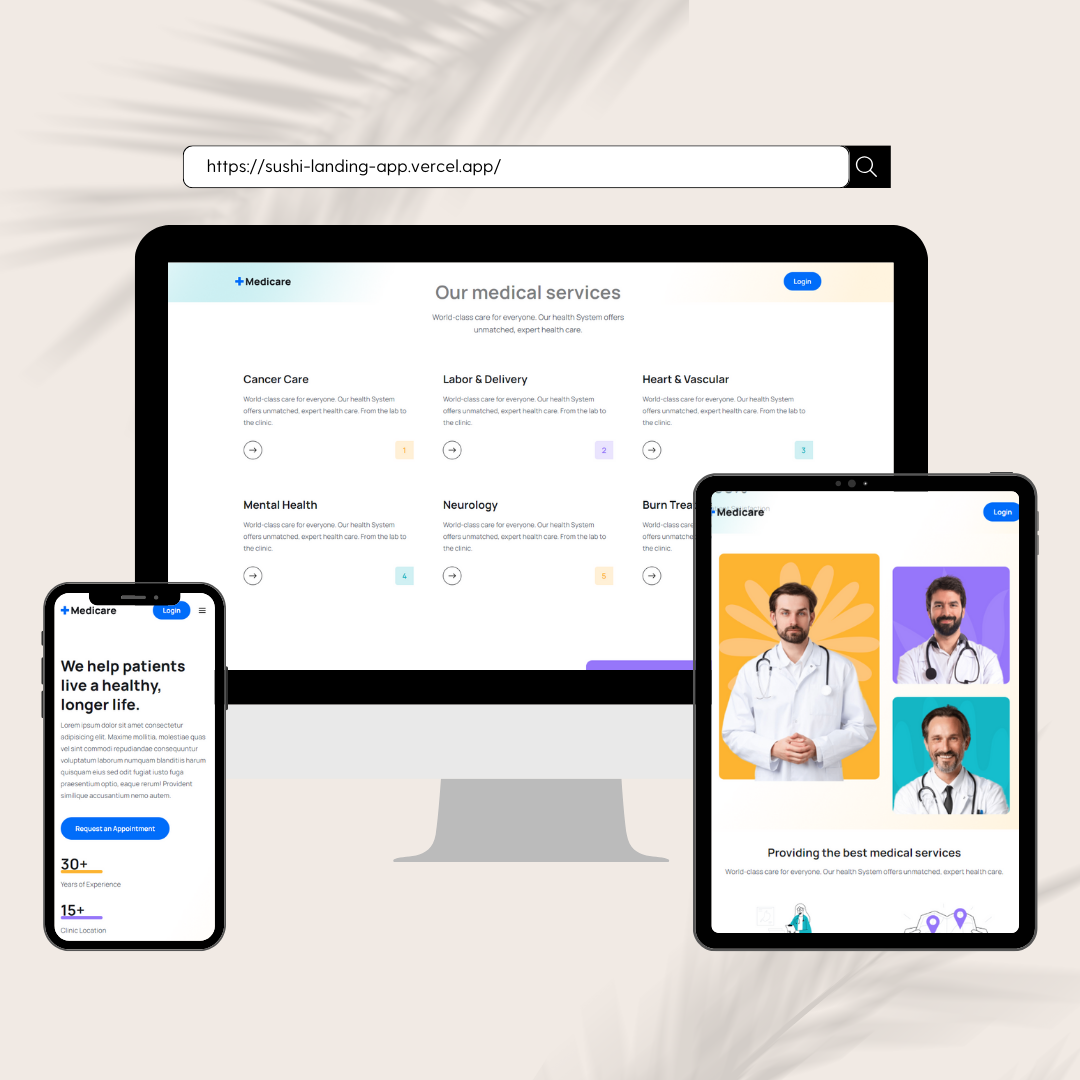 https://sushi-landing-app.vercel.app/
Medicare
Login
Our medical services
World-class care for everyone. Our health System offers
unmatched, expert health care.
Cancer Care
World-class care for everyone. Our health System
offers unmatched, expert health care. From the lab to
the clinic.
1
Labor & Delivery
World-class care for everyone. Our health System
offers unmatched, expert health care. From the lab to
the clinic.
2
Heart & Vascular
World-class care for everyone. Our health System
offers unmatched, expert health care. From the lab to
the clinic.
3
Mental Health
World-class care for everyone. Our health System
offers unmatched, expert health care. From the lab to
the clinic.
4
Neurology
World-class care for everyone. Our health System
offers unmatched, expert health care. From the lab to
the clinic.
5
Burn Trea
World-clas
offers unm
the clinic.
Medicare
Login
We help patients
live a healthy,
longer life.
Lorem ipsum dolor sit amet consectetur
adipisicing elit. Maxime mollitia, molestiae quas
vel sint commodi repudiandae consequuntur
voluptatum laborum numquam blanditiis harum
quisquam eius sed odit fugiat iusto fuga
praesentium optio, eaque rerum! Provident
similique accusantium nemo autem.
Request an Appointment
30+
Years of Experience
15+
Clinic Location
Medicare
Login
Providing the best medical services
World-class care for everyone. Our health System offers unmatched, expert health care.